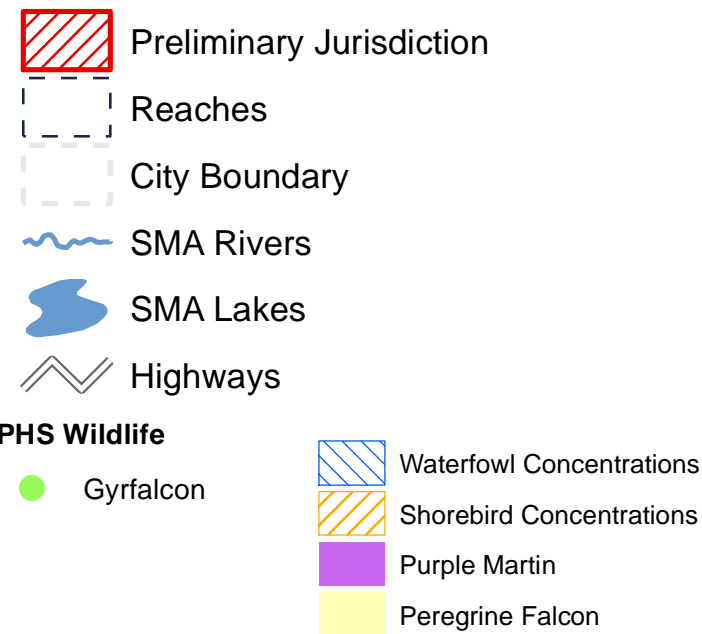 Preliminary Jurisdiction
Reaches
City Boundary
SMA Rivers
SMA Lakes
Highways
PHS Wildlife
Gyrfalcon
Waterfowl Concentrations
Shorebird Concentrations
Purple Martin
Peregrine Falcon